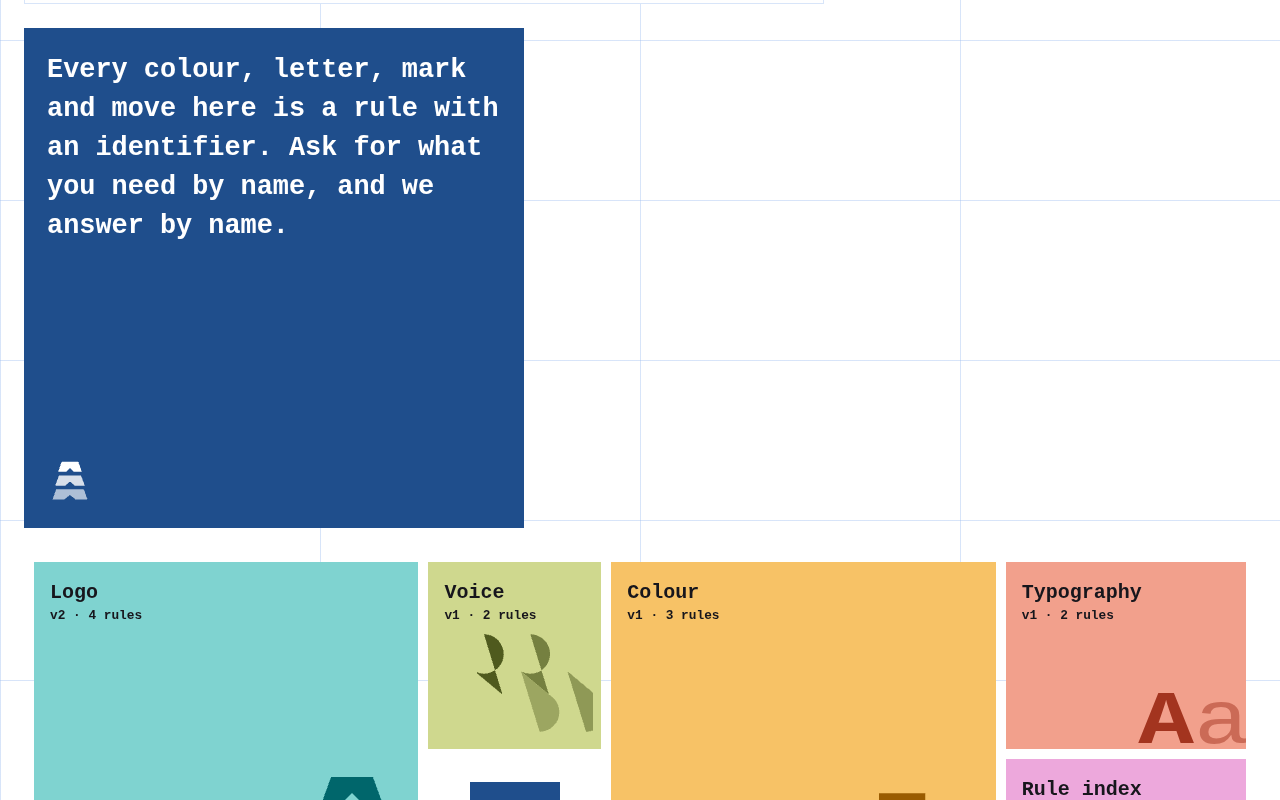 Every colour, letter, mark
and move here is a rule with
an identifier. Ask for what
you need by name, and we
answer by name.
Logo
v2 · 4 rules
Voice
v1 · 2 rules
Colour
v1 · 3 rules
Typography
v1 · 2 rules
Aa
Rule index